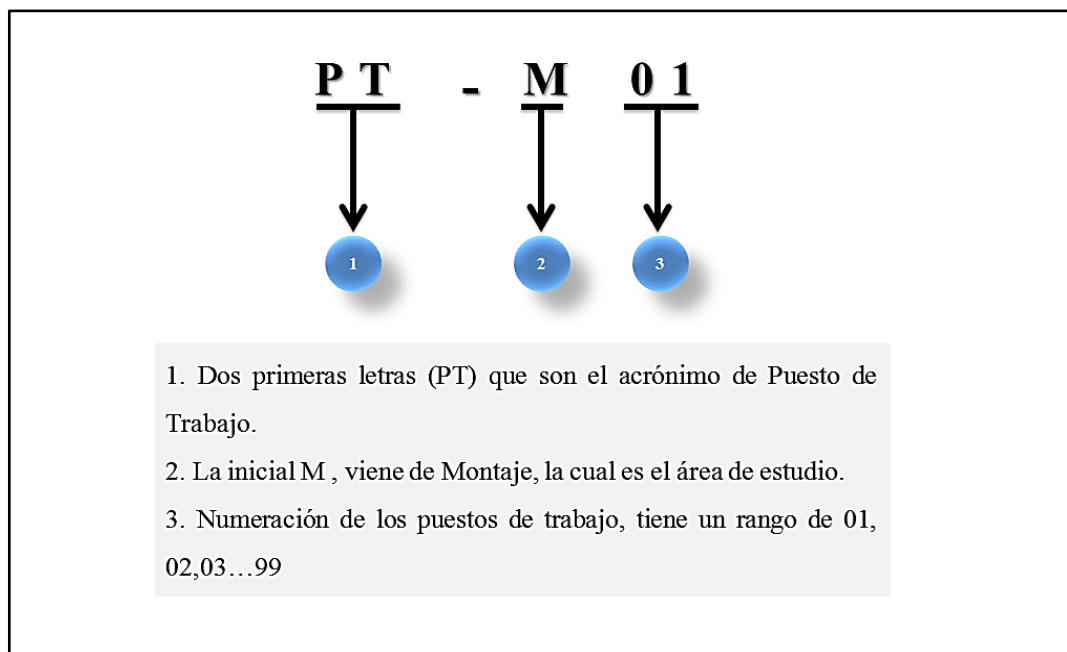 P T - M 0 1
1 2 3
1. Dos primeras letras (PT) que son el acrónimo de Puesto de
Trabajo.
2. La inicial M , viene de Montaje, la cual es el área de estudio.
3. Numeración de los puestos de trabajo, tiene un rango de 01,
02,03…99